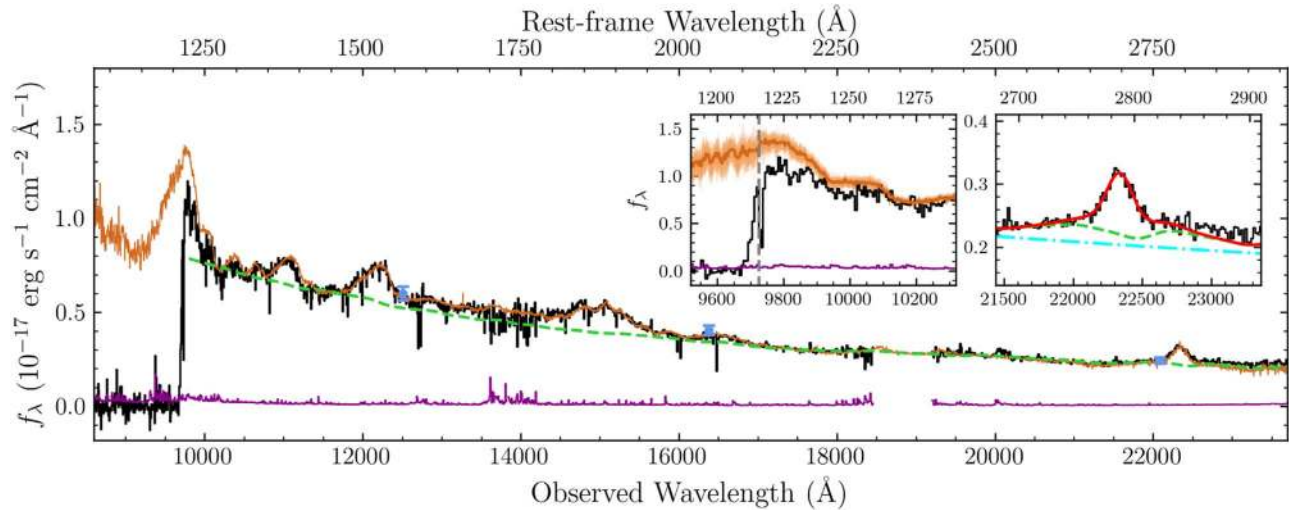 Rest-frame Wavelength (Å)
1250 1500 1750 2000 2250 2500 2750
1200 1225 1250 1275
2700 2800 2900
1.5
1.0
0.5
0.0
f_λ (10⁻¹⁷ erg s⁻¹ cm⁻² Å⁻¹)
1.5
1.0
0.5
0.0
f_λ
9600 9800 10000 10200
0.4
0.3
0.2
21500 22000 22500 23000
10000 12000 14000 16000 18000 20000 22000
Observed Wavelength (Å)